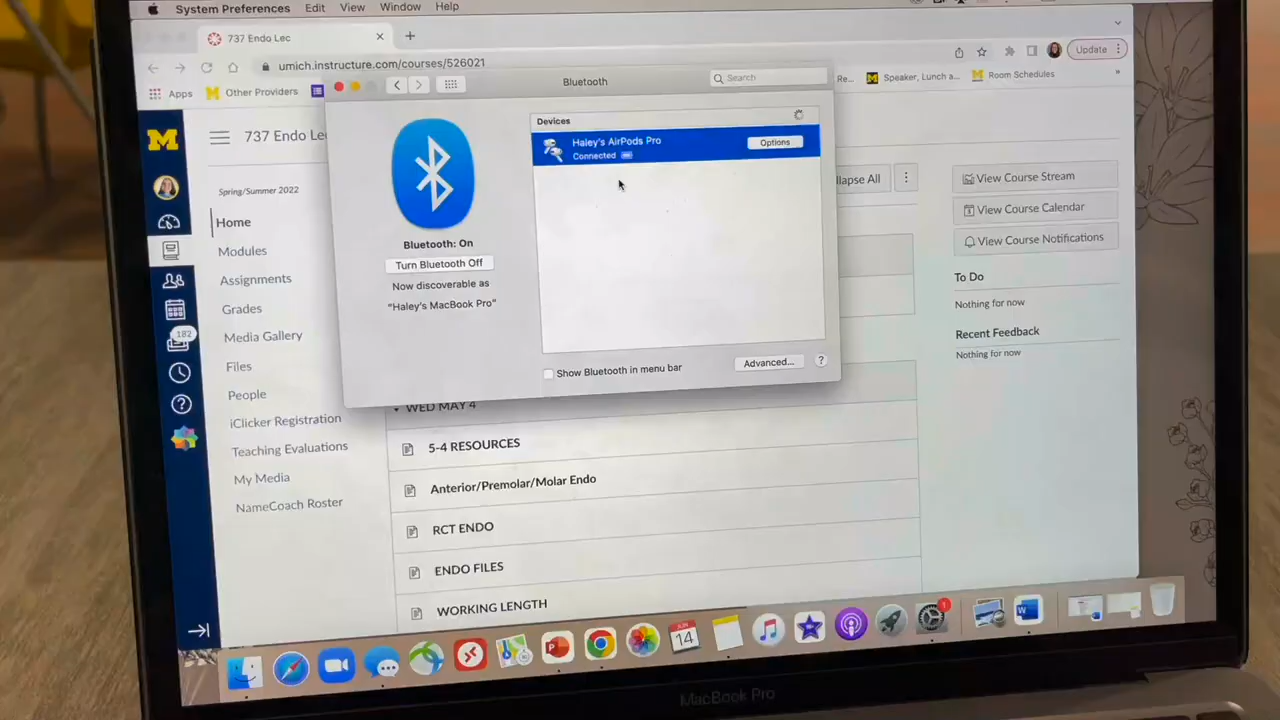 System Preferences Edit View Window Help
737 Endo Lec
umich.instructure.com/courses/526021
Update
Apps
Other Providers
Re...
Speaker, Lunch a...
Room Schedules
Bluetooth
Search
Devices
Haley's AirPods Pro
Connected
Options
Bluetooth: On
Turn Bluetooth Off
Now discoverable as
"Haley's MacBook Pro"
Show Bluetooth in menu bar
Advanced...
?
M
737 Endo Le
Spring/Summer 2022
Home
Modules
Assignments
Grades
Media Gallery
Files
People
iClicker Registration
Teaching Evaluations
My Media
NameCoach Roster
182
llapse All
View Course Stream
View Course Calendar
View Course Notifications
To Do
Nothing for now
Recent Feedback
Nothing for now
WED MAY 4
5-4 RESOURCES
Anterior/Premolar/Molar Endo
RCT ENDO
ENDO FILES
WORKING LENGTH
14
1
MacBook Pro